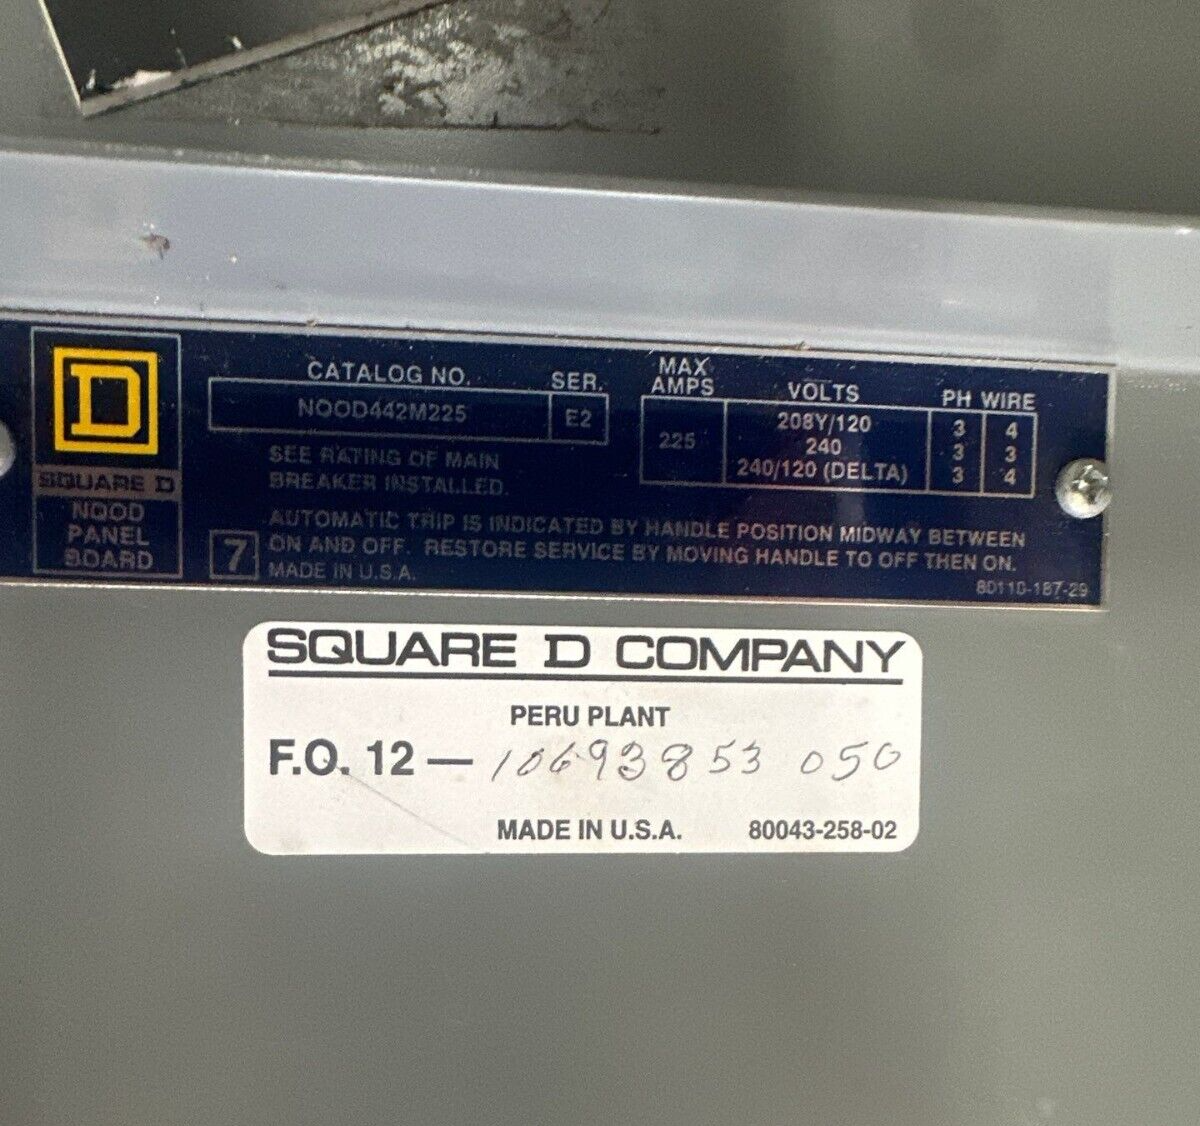 D
SQUARE D
NQOD
PANEL
BOARD
CATALOG NO. SER.
NQOD442M225 E2
SEE RATING OF MAIN
BREAKER INSTALLED.
MAX
AMPS VOLTS PH WIRE
225
208Y/120 3 4
240 3 3
240/120 (DELTA) 3 4
AUTOMATIC TRIP IS INDICATED BY HANDLE POSITION MIDWAY BETWEEN
7 ON AND OFF. RESTORE SERVICE BY MOVING HANDLE TO OFF THEN ON.
MADE IN U.S.A. 80110-187-29
SQUARE D COMPANY
PERU PLANT
F.O. 12 — 10693853 050
MADE IN U.S.A. 80043-258-02